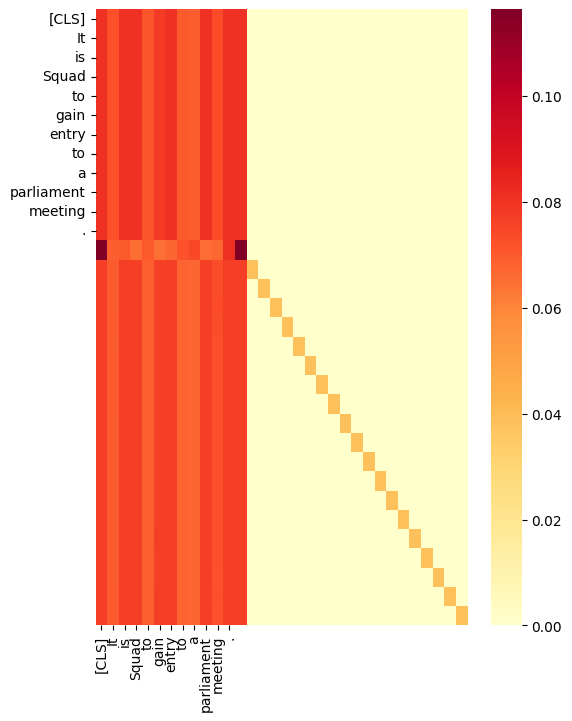 [CLS]
It
is
Squad
to
gain
entry
to
a
parliament
meeting
.
0.10
0.08
0.06
0.04
0.02
0.00
[CLS]
It
is
Squad
to
gain
entry
to
a
parliament
meeting
.